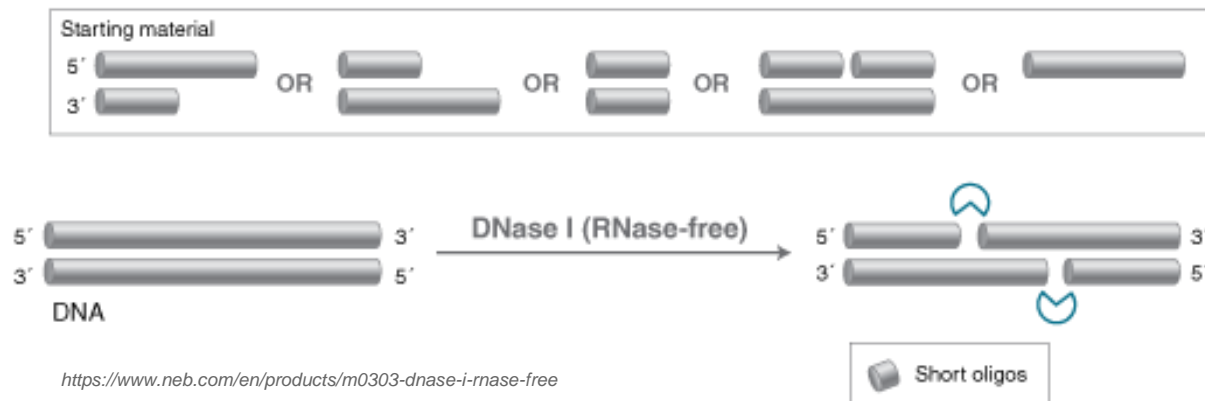 Starting material
5´ OR OR OR OR
3´
DNase I (RNase-free)
5´ 3´ 5´ 3´
3´ 5´ 3´ 5´
DNA
https://www.neb.com/en/products/m0303-dnase-i-rnase-free
Short oligos